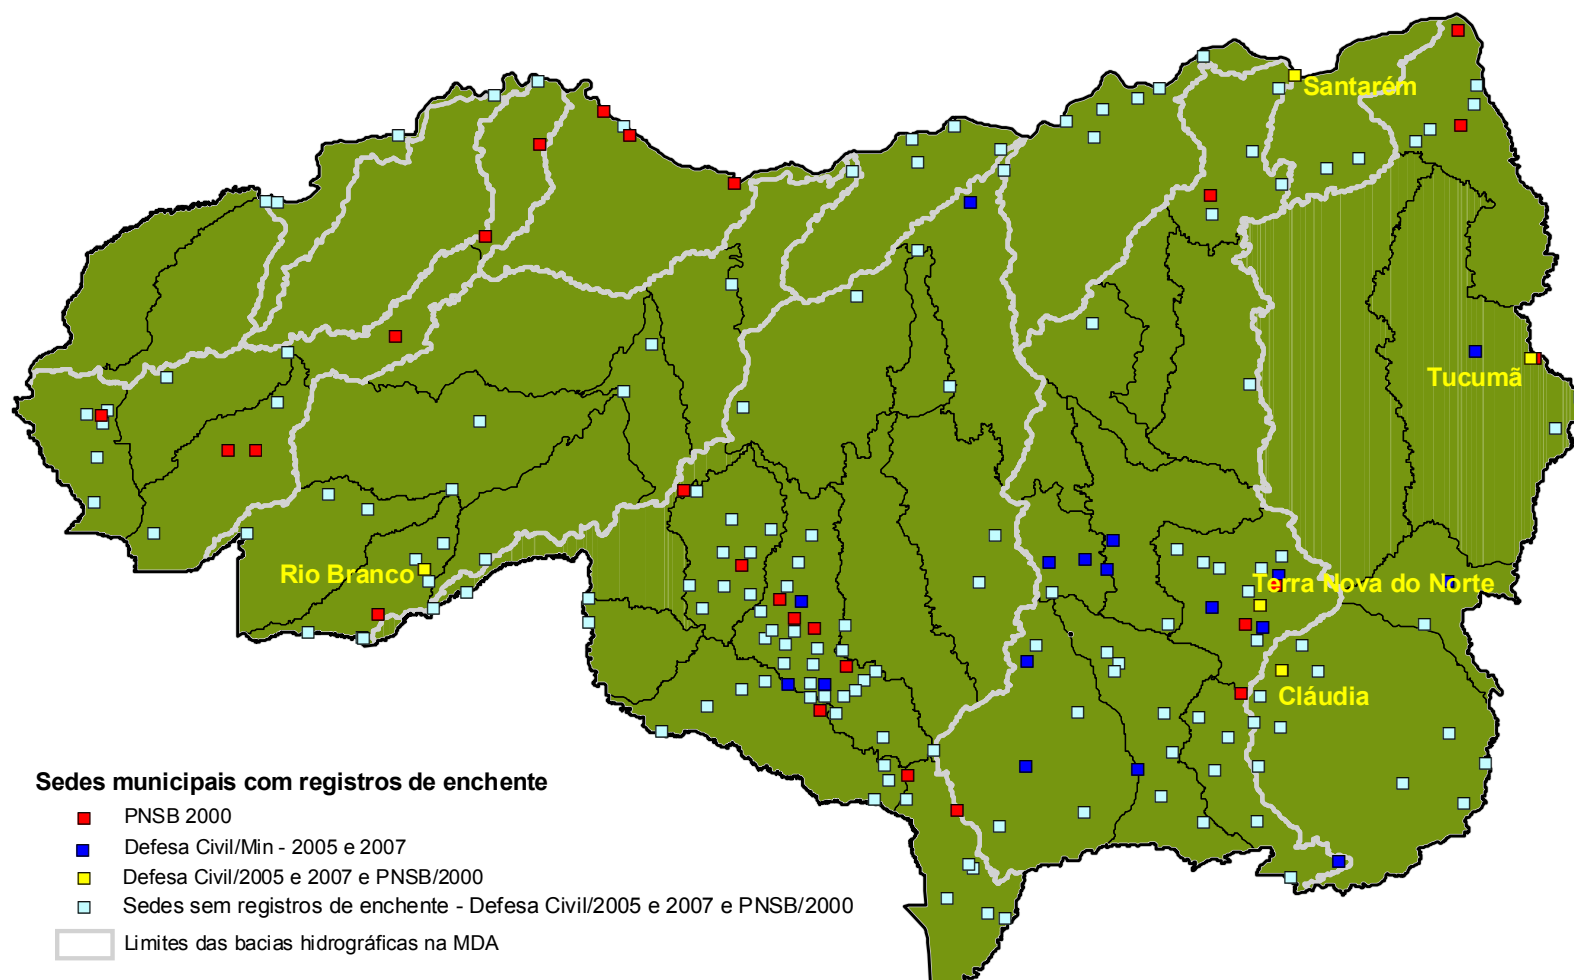 Santarém
Tucumã
Rio Branco
Terra Nova do Norte
Cláudia
Sedes municipais com registros de enchente
PNSB 2000
Defesa Civil/Min - 2005 e 2007
Defesa Civil/2005 e 2007 e PNSB/2000
Sedes sem registros de enchente - Defesa Civil/2005 e 2007 e PNSB/2000
Limites das bacias hidrográficas na MDA